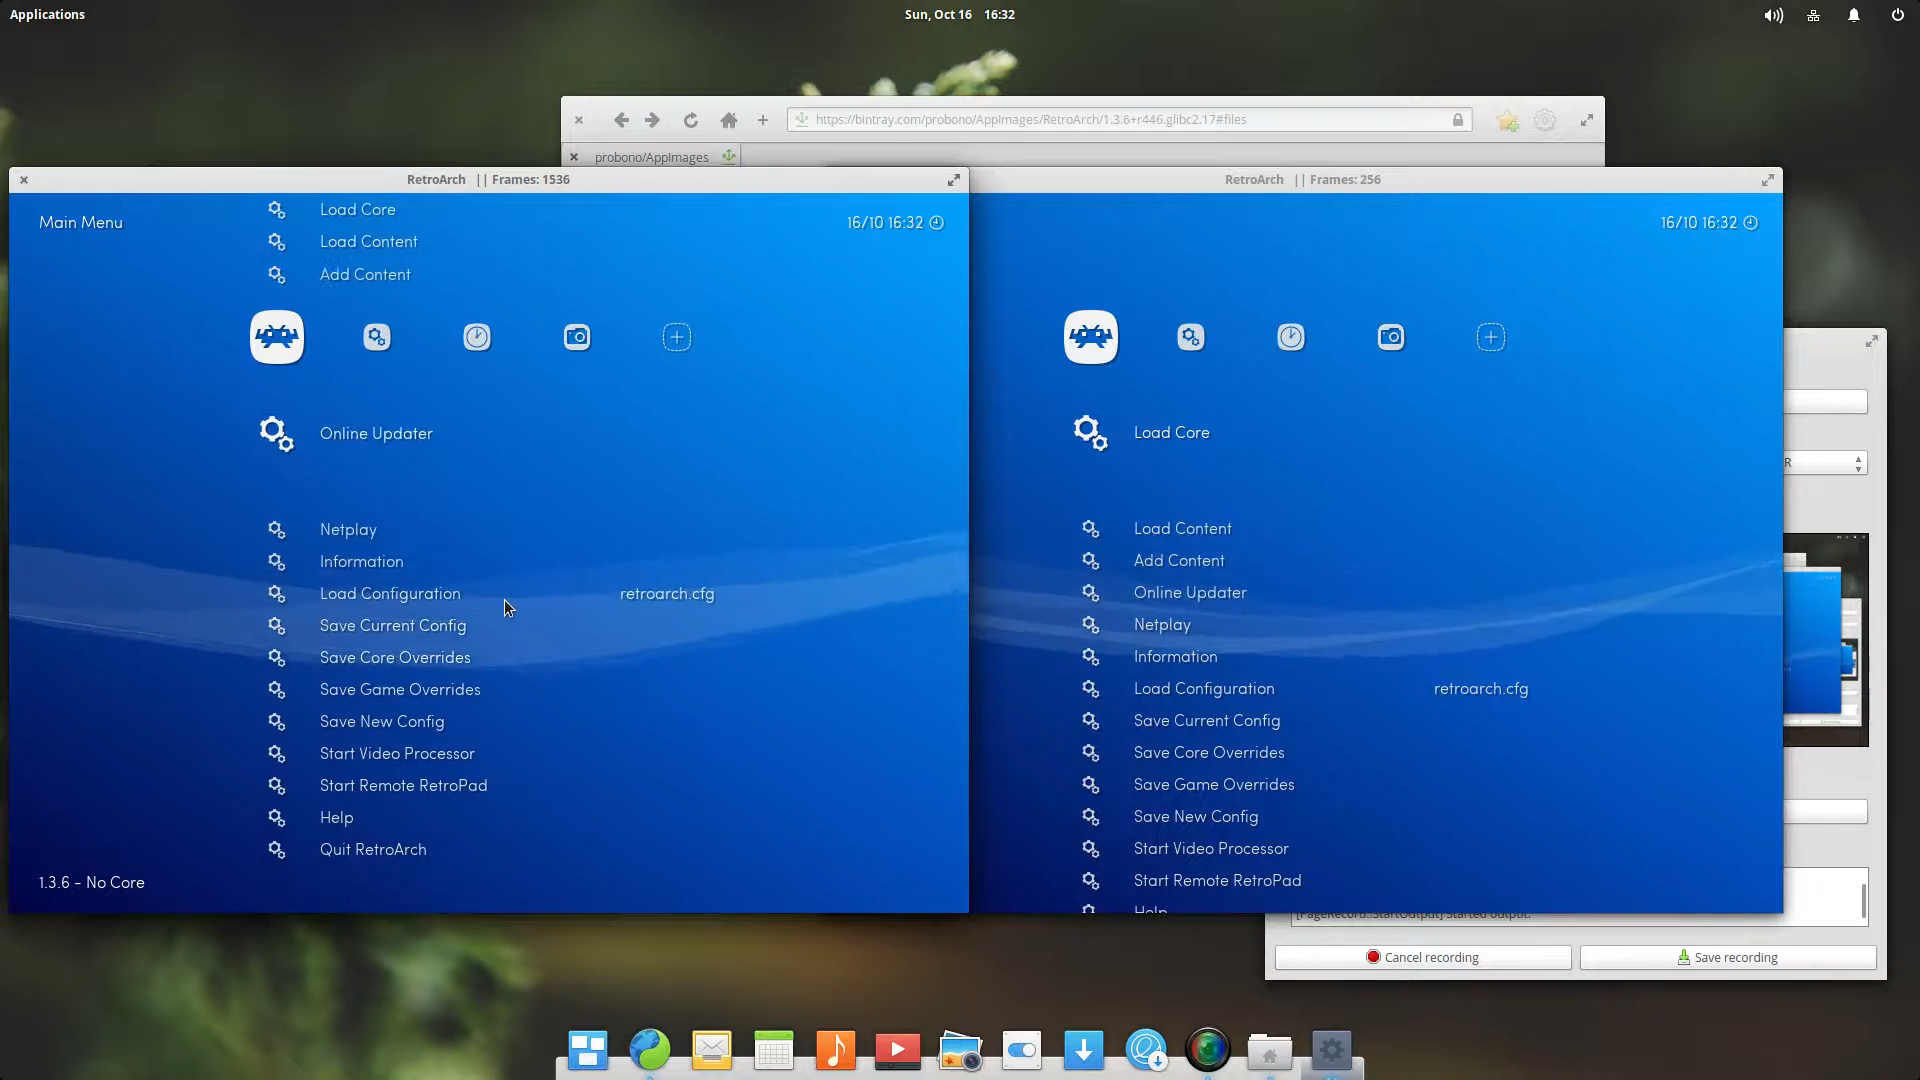 Applications
Sun, Oct 16 16:32
https://bintray.com/probono/AppImages/RetroArch/1.3.6+r446.glibc2.17#files
probono/AppImages
RetroArch || Frames: 1536
Main Menu
16/10 16:32
Load Core
Load Content
Add Content
Online Updater
Netplay
Information
Load Configuration retroarch.cfg
Save Current Config
Save Core Overrides
Save Game Overrides
Save New Config
Start Video Processor
Start Remote RetroPad
Help
Quit RetroArch
1.3.6 - No Core
RetroArch || Frames: 256
16/10 16:32
Load Core
Load Content
Add Content
Online Updater
Netplay
Information
Load Configuration retroarch.cfg
Save Current Config
Save Core Overrides
Save Game Overrides
Save New Config
Start Video Processor
Start Remote RetroPad
Help
R
[PageRecord::StartOutput] Started output.
Cancel recording
Save recording